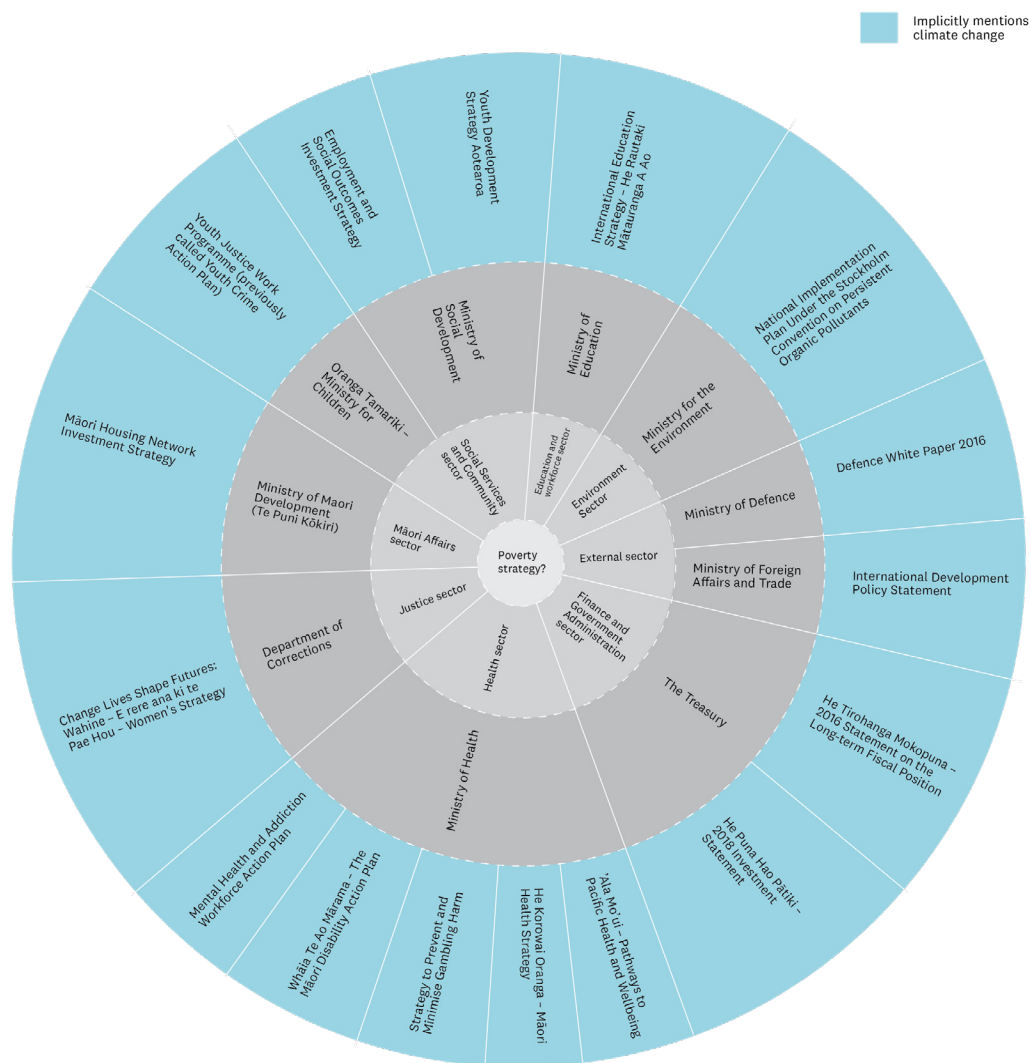 Implicitly mentions
climate change
Youth Development
Strategy Aotearoa
International Education
Strategy – He Rautaki
Mātauranga A Ao
National Implementation
Plan Under the Stockholm
Convention on Persistent
Organic Pollutants
Defence White Paper 2016
International Development
Policy Statement
He Tirohanga Mokopuna –
2016 Statement on the
Long-term Fiscal Position
He Puna Hao Pātiki –
2018 Investment
Statement
'Ala Mo'ui – Pathways to
Pacific Health and Wellbeing
He Korowai Oranga – Māori
Health Strategy
Strategy to Prevent and
Minimise Gambling Harm
Whāia Te Ao Mārama – The
Māori Disability Action Plan
Mental Health and Addiction
Workforce Action Plan
Change Lives Shape Futures:
Wahine – E rere ana ki te
Pae Hou – Women's Strategy
Māori Housing Network
Investment Strategy
Youth Justice Work
Programme (previously
called Youth Crime
Action Plan)
Employment and
Social Outcomes
Investment Strategy
Ministry of
Social
Development
Ministry of
Education
Ministry for the
Environment
Ministry of Defence
Ministry of Foreign
Affairs and Trade
The Treasury
Ministry of Health
Department of
Corrections
Ministry of Maori
Development
(Te Puni Kōkiri)
Oranga Tamariki –
Ministry for
Children
Social Services
and Community
sector
Education and
workforce sector
Environment
Sector
External sector
Finance and
Government
Administration
sector
Health sector
Justice sector
Māori Affairs
sector
Poverty
strategy?